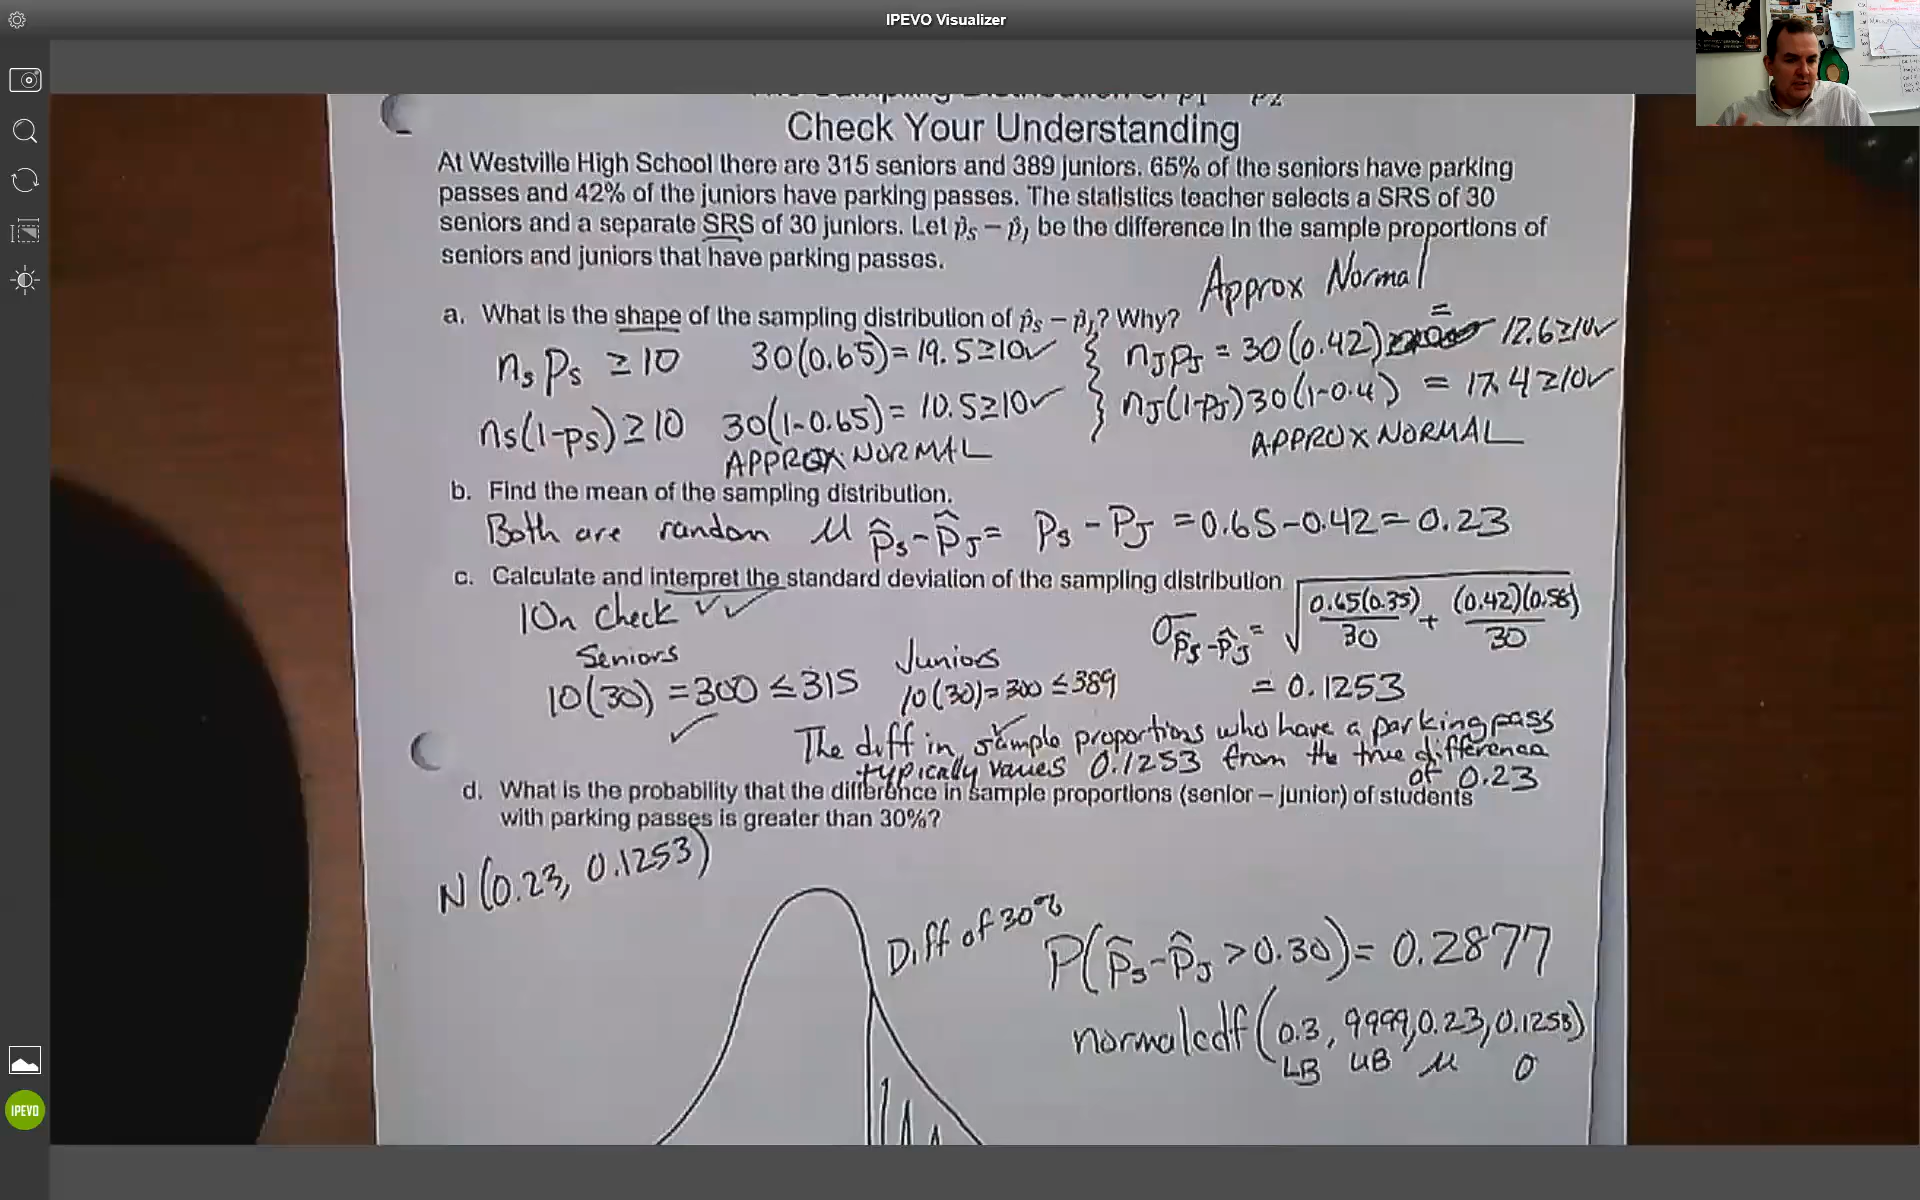 IPEVO Visualizer
Check Your Understanding
At Westville High School there are 315 seniors and 389 juniors. 65% of the seniors have parking
passes and 42% of the juniors have parking passes. The statistics teacher selects a SRS of 30
seniors and a separate SRS of 30 juniors. Let p̂s – p̂J be the difference in the sample proportions of
seniors and juniors that have parking passes.
Approx Normal
a. What is the shape of the sampling distribution of p̂s – p̂J? Why?
ns ps ≥ 10 30(0.65) = 19.5 ≥ 10 ✓ nJ pJ = 30(0.42) = 12.6 ≥ 10 ✓
ns(1-ps) ≥ 10 30(1-0.65) = 10.5 ≥ 10 ✓ nJ(1-pJ) 30(1-0.4) = 17.4 ≥ 10 ✓
APPROX NORMAL APPROX NORMAL
b. Find the mean of the sampling distribution.
Both are random μ p̂s - p̂J = Ps - PJ = 0.65 - 0.42 = 0.23
c. Calculate and interpret the standard deviation of the sampling distribution
10n check ✓✓ σ p̂s - p̂J = √ 0.65(0.35)/30 + (0.42)(0.58)/30
Seniors Juniors
10(30) = 300 ≤ 315 10(30) = 300 ≤ 389 = 0.1253
✓ ✓
The diff in sample proportions who have a parking pass
typically varies 0.1253 from the true difference
of 0.23
d. What is the probability that the difference in sample proportions (senior – junior) of students
with parking passes is greater than 30%?
N(0.23, 0.1253)
Diff of 30%
P(p̂s - p̂J > 0.30) = 0.2877
normalcdf(0.3, 9999, 0.23, 0.1253)
LB UB μ σ
IPEVO